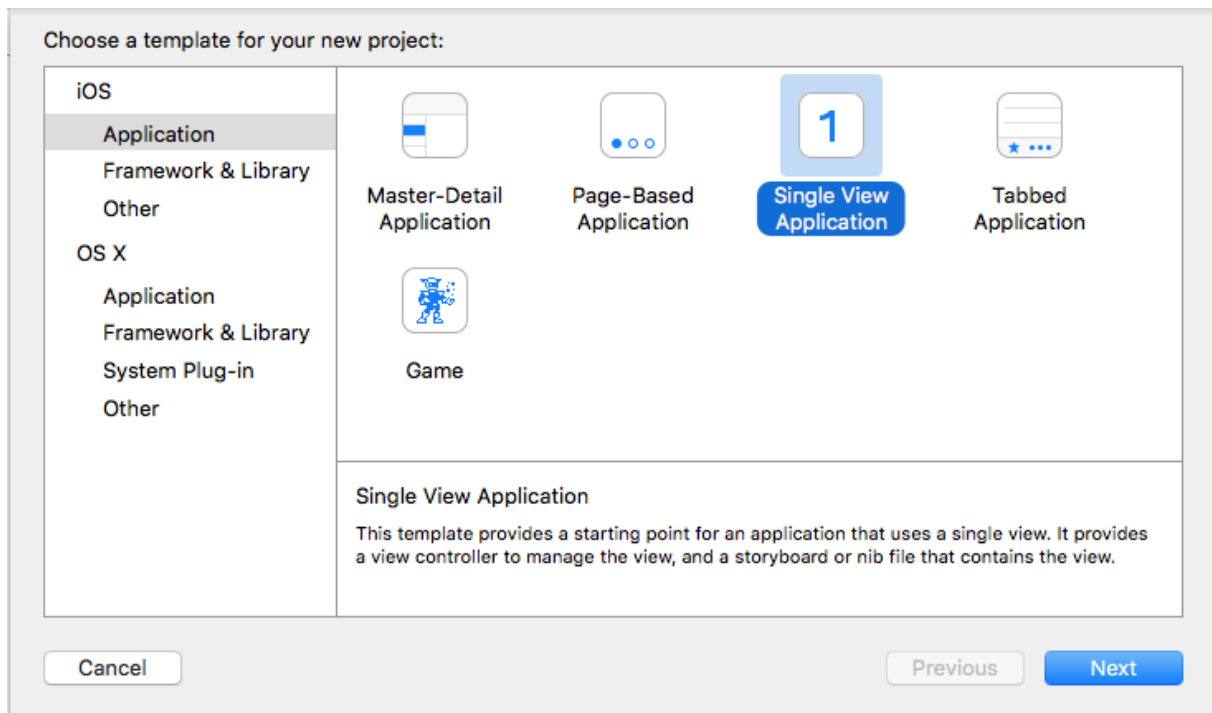 Choose a template for your new project:
iOS
Application
Framework & Library
Other
OS X
Application
Framework & Library
System Plug-in
Other
Master-Detail
Application
Page-Based
Application
1
Single View
Application
Tabbed
Application
Game
Single View Application
This template provides a starting point for an application that uses a single view. It provides
a view controller to manage the view, and a storyboard or nib file that contains the view.
Cancel
Previous
Next